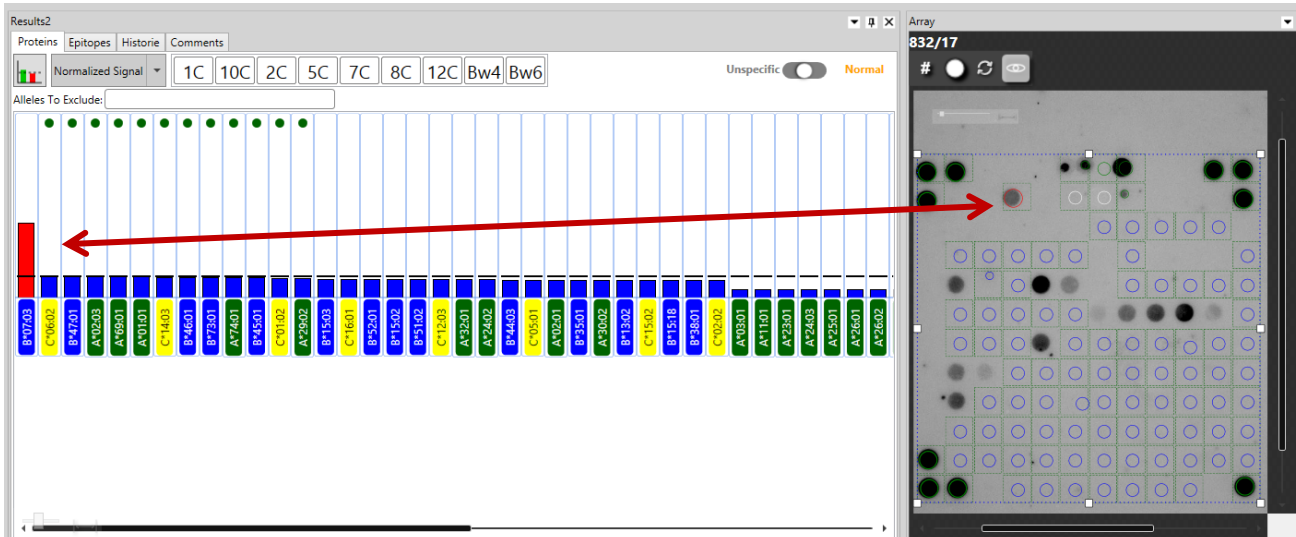 Results2
Proteins Epitopes Historie Comments
Normalized Signal 1C 10C 2C 5C 7C 8C 12C Bw4 Bw6 Unspecific Normal
Alleles To Exclude:
B*07:03 C*06:02 B*47:01 A*02:03 A*69:01 A*01:01 C*14:03 B*46:01 B*73:01 A*74:01 B*45:01 C*01:02 A*29:02 B*15:03 C*16:01 B*52:01 B*15:02 B*51:02 C*12:03 A*32:01 A*24:02 B*44:03 C*05:01 A*02:01 B*35:01 A*30:02 B*13:02 C*15:02 B*15:18 B*38:01 C*02:02 A*03:01 A*11:01 A*23:01 A*24:03 A*25:01 A*26:01 A*26:02
Array
832/17
#